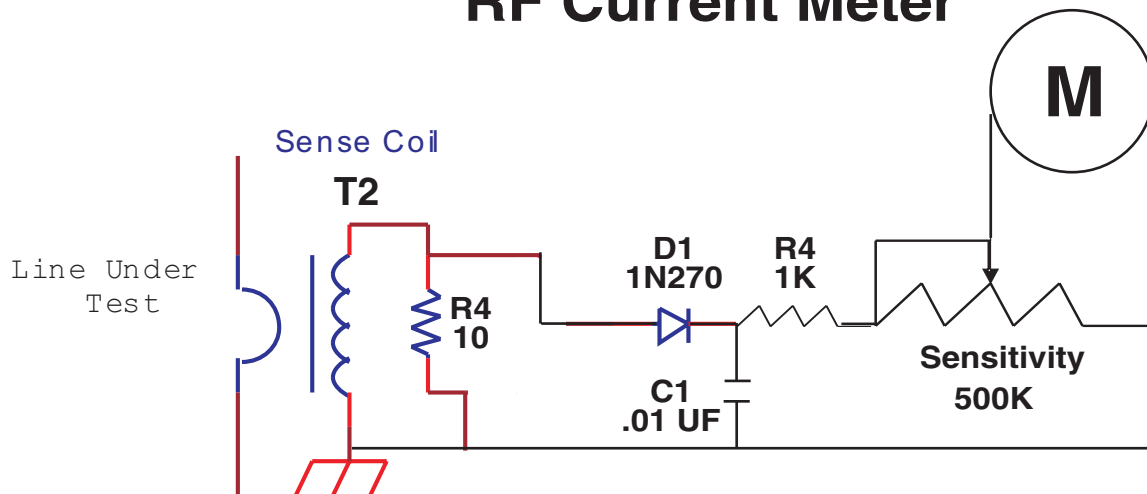 RF Current Meter
M
Sense Coil
T2
Line Under
Test
D1
1N270
R4
1K
R4
10
C1
.01 UF
Sensitivity
500K